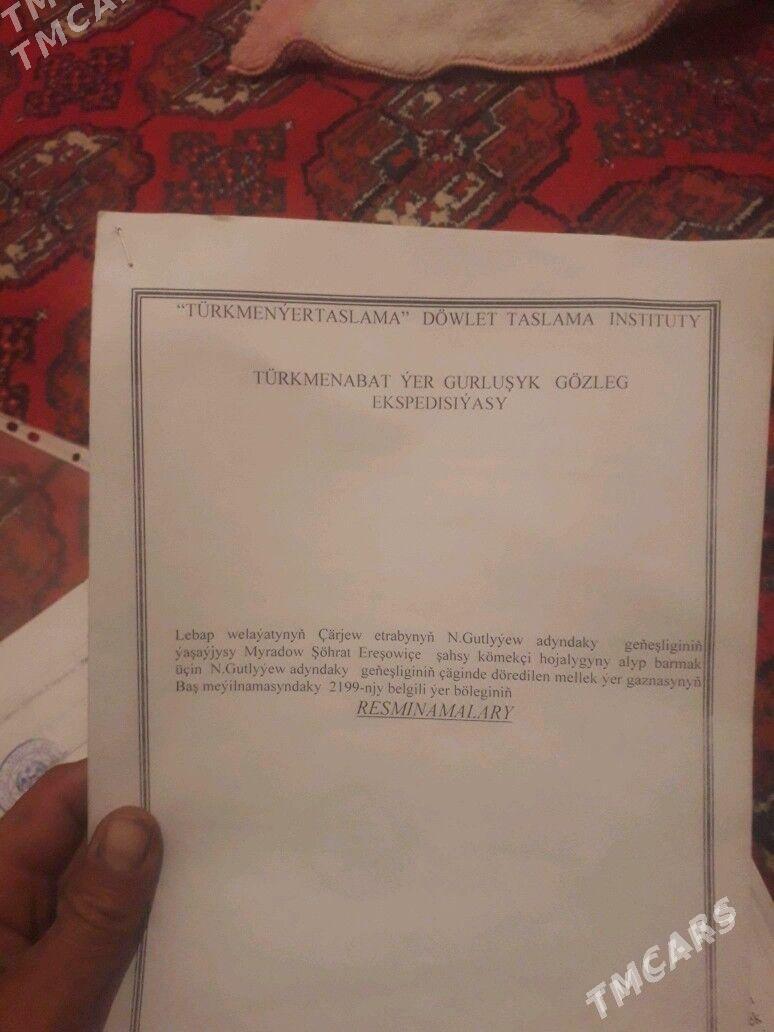 TMCARS
TMCARS
"TÜRKMENÝERTASLAMA" DÖWLET TASLAMA INSTITUTY
TÜRKMENABAT ÝER GURLUŞYK GÖZLEG
EKSPEDISIÝASY
Lebap welaýatynyň Çärjew etrabynyň N.Gutlyýew adyndaky geňeşliginiň
ýaşaýjysy Myradow Şöhrat Ereşowiçe şahsy kömekçi hojalygyny alyp barmak
üçin N.Gutlyýew adyndaky geňeşliginiň çäginde döredilen mellek ýer gaznasynyň
Baş meýilnamasyndaky 2199-njy belgili ýer böleginiň
RESMINAMALARY
TMCARS